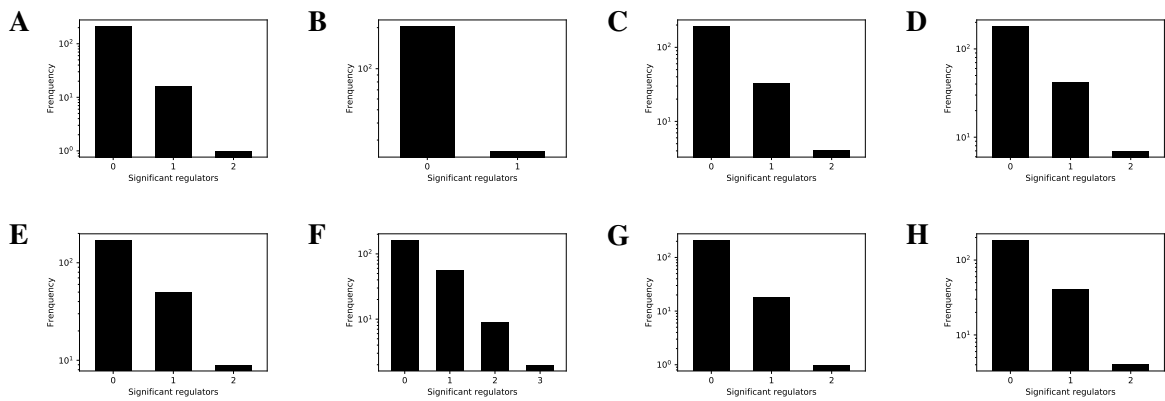 A
Frenquency
10²
10¹
10⁰
0 1 2
Significant regulators
B
Frenquency
10²
0 1
Significant regulators
C
Frenquency
10²
10¹
0 1 2
Significant regulators
D
Frenquency
10²
10¹
0 1 2
Significant regulators
E
Frenquency
10²
10¹
0 1 2
Significant regulators
F
Frenquency
10²
10¹
0 1 2 3
Significant regulators
G
Frenquency
10²
10¹
10⁰
0 1 2
Significant regulators
H
Frenquency
10²
10¹
0 1 2
Significant regulators